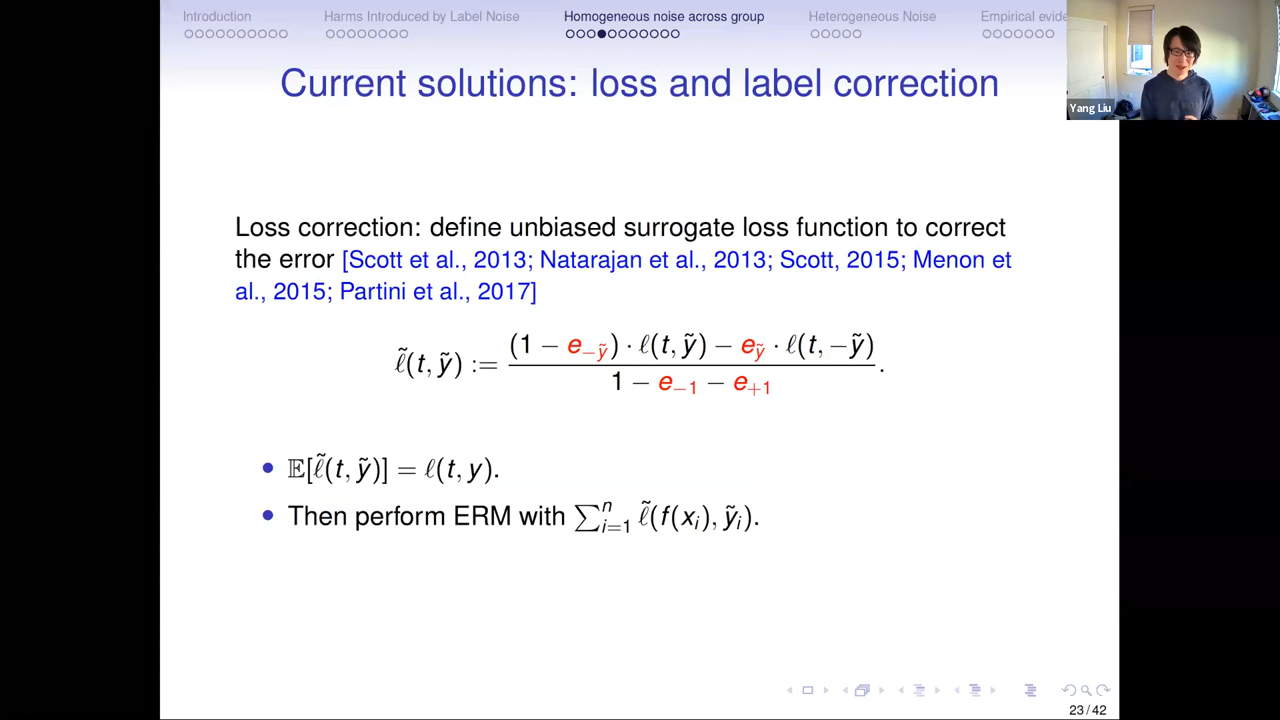 Introduction Harms Introduced by Label Noise Homogeneous noise across group Heterogeneous Noise Empirical evide
Yang Liu
Current solutions: loss and label correction
Loss correction: define unbiased surrogate loss function to correct
the error [Scott et al., 2013; Natarajan et al., 2013; Scott, 2015; Menon et
al., 2015; Partini et al., 2017]
ℓ̃(t, ỹ) := ((1 − e₋ỹ) · ℓ(t, ỹ) − eỹ · ℓ(t, −ỹ)) / (1 − e₋₁ − e₊₁).
• 𝔼[ℓ̃(t, ỹ)] = ℓ(t, y).
• Then perform ERM with ∑ⁿᵢ₌₁ ℓ̃(f(xᵢ), ỹᵢ).
23 / 42